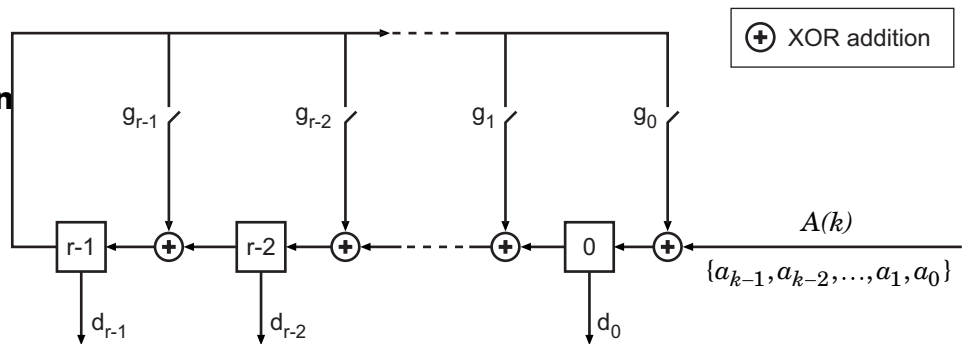 ⊕ XOR addition
n
g_{r-1} g_{r-2} g_1 g_0
A(k)
r-1 r-2 0
{a_{k-1}, a_{k-2}, ..., a_1, a_0}
d_{r-1} d_{r-2} d_0